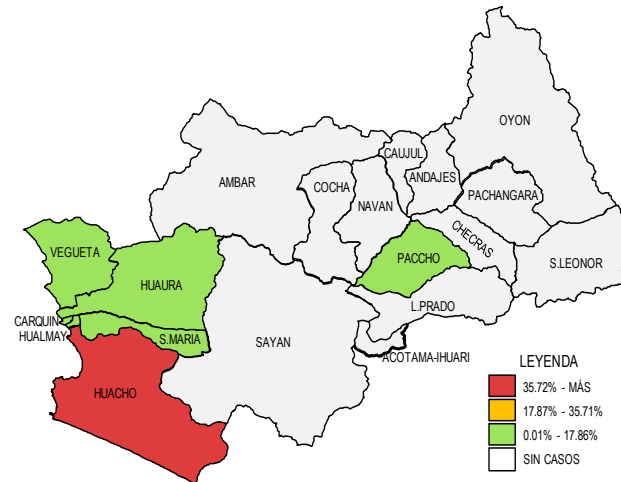 OYON
CAUJUL
ANDAJES
AMBAR
COCHA
NAVAN
PACHANGARA
CHECRAS
VEGUETA
PACCHO
S.LEONOR
HUAURA
L.PRADO
CARQUIN-
HUALMAY
S.MARIA
SAYAN
ACOTAMA-IHUARI
HUACHO
LEYENDA
35.72% - MÁS
17.87% - 35.71%
0.01% - 17.86%
SIN CASOS